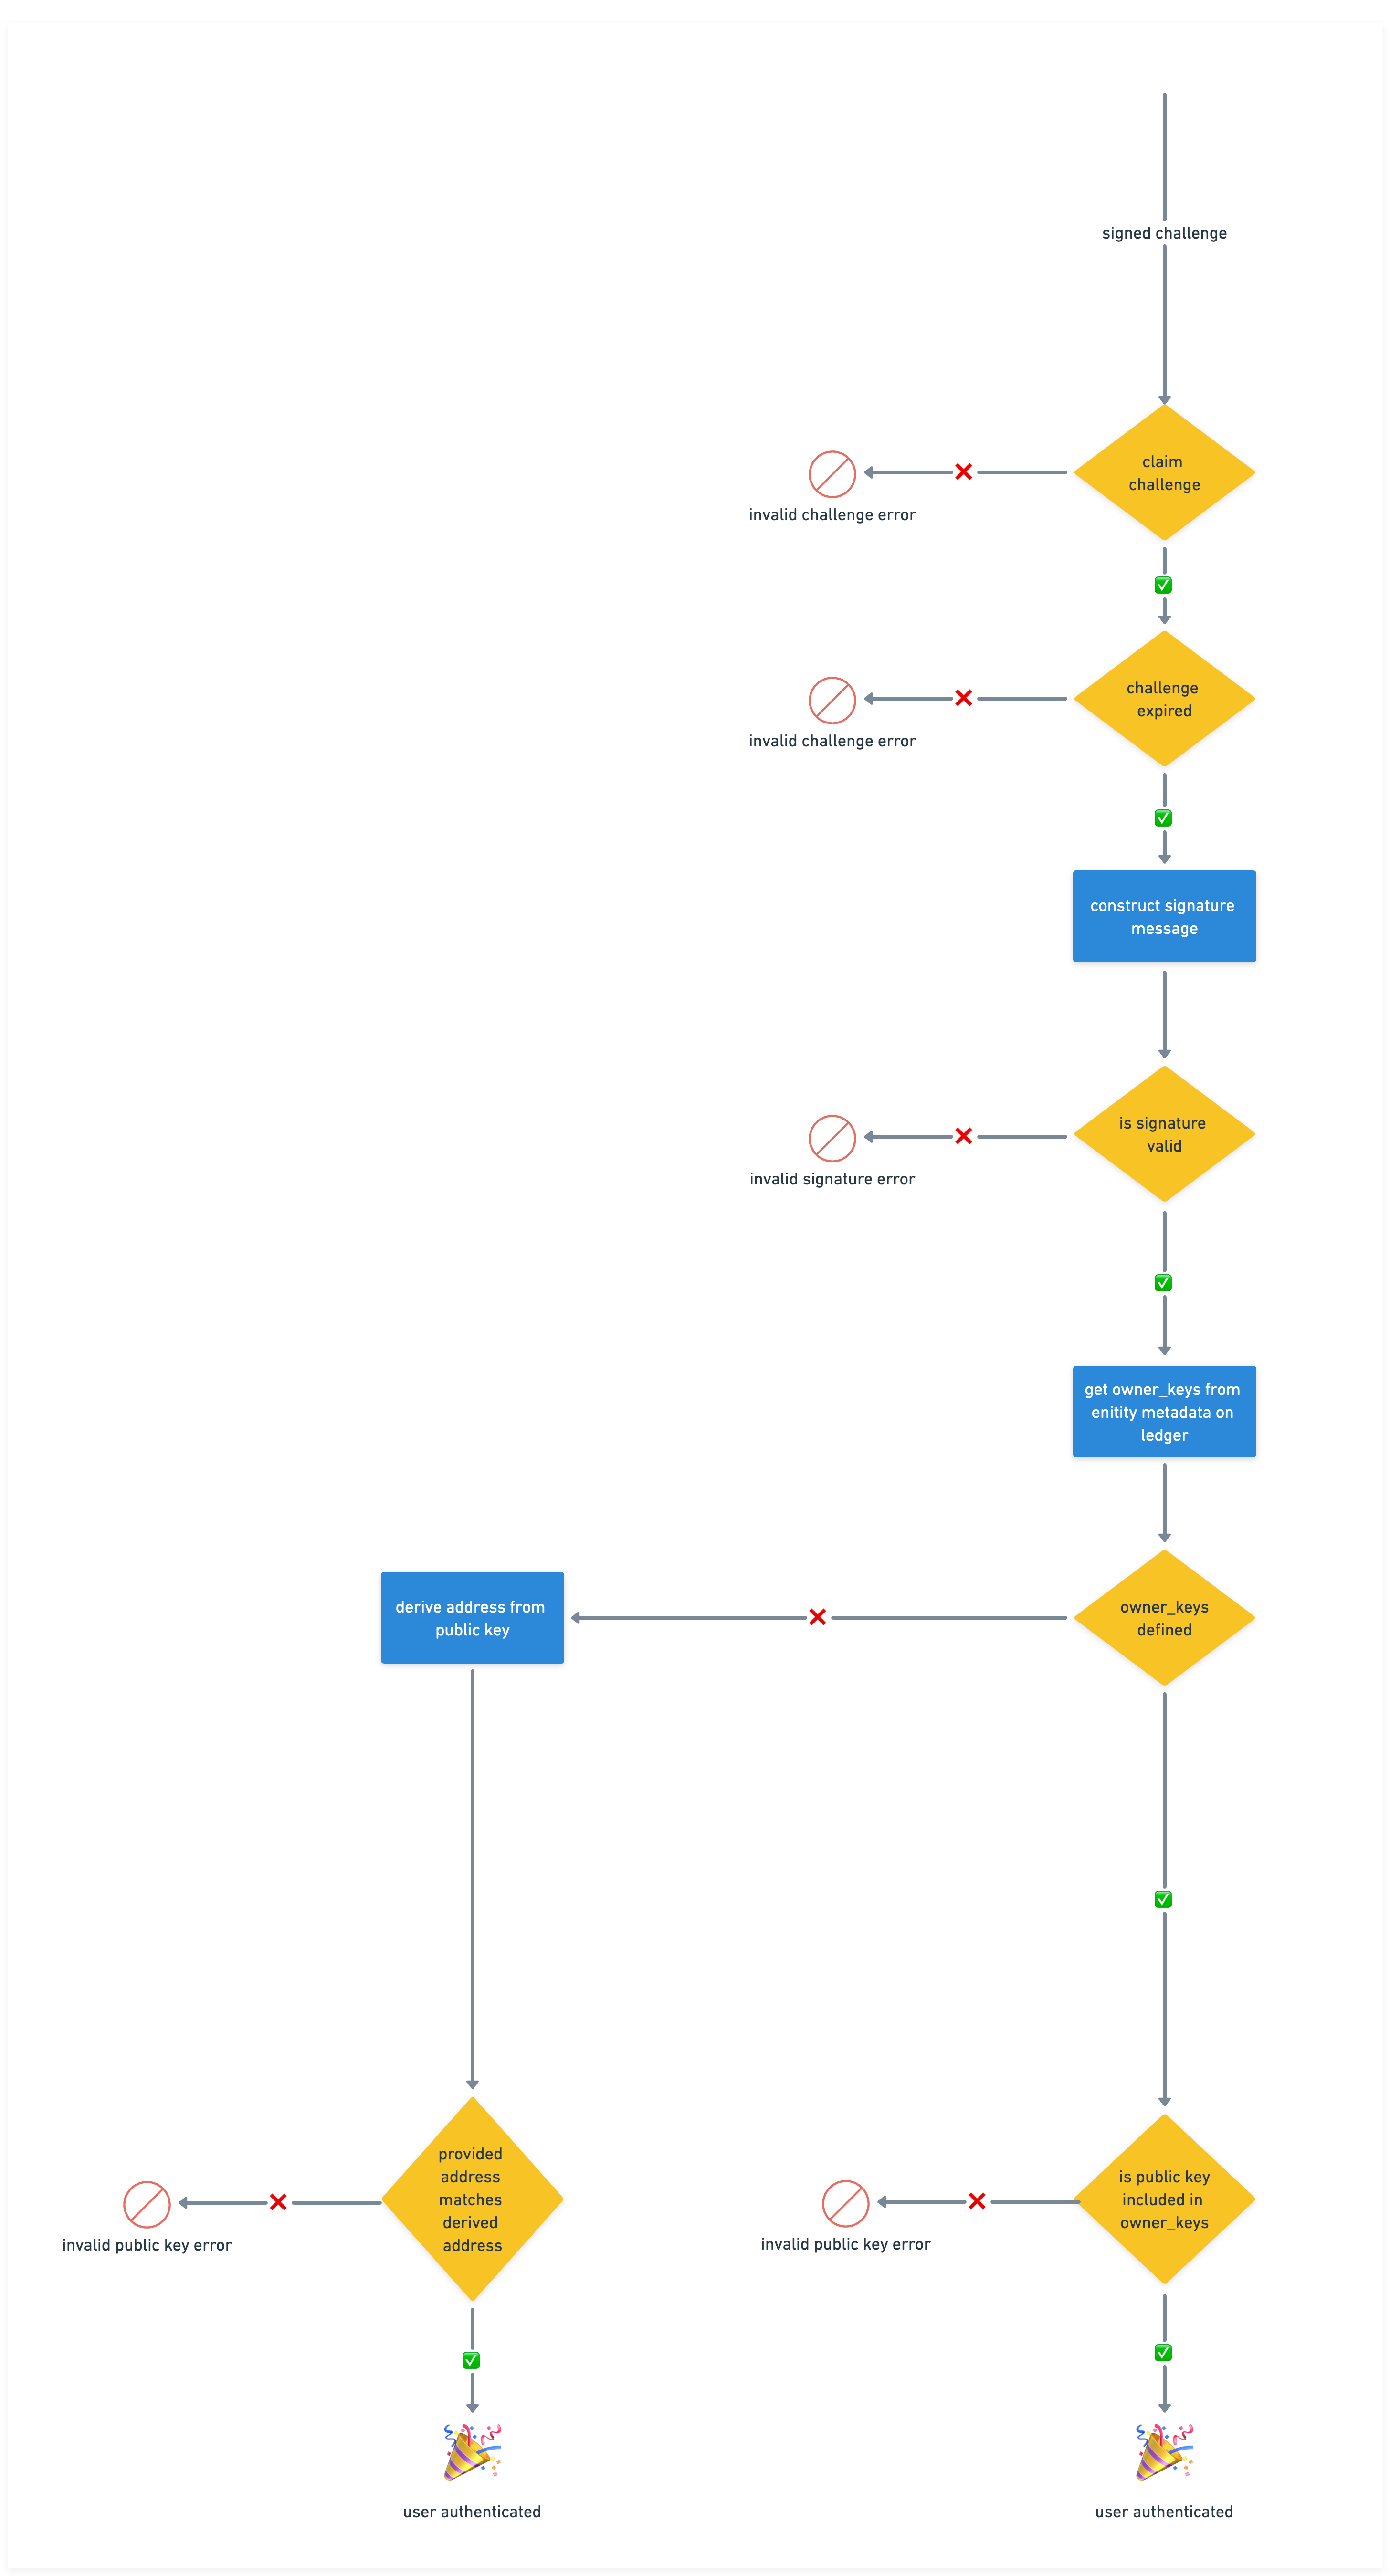 signed challenge
claim
challenge
invalid challenge error
challenge
expired
invalid challenge error
construct signature
message
is signature
valid
invalid signature error
get owner_keys from
enitity metadata on
ledger
owner_keys
defined
derive address from
public key
provided
address
matches
derived
address
invalid public key error
is public key
included in
owner_keys
invalid public key error
user authenticated
user authenticated